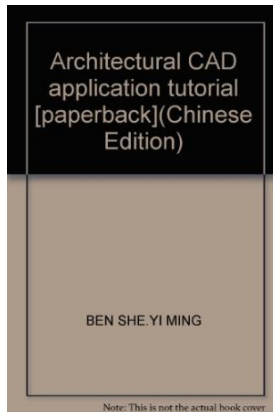 Architectural CAD
application tutorial
[paperback](Chinese
Edition)
BEN SHE.YI MING
Note: This is not the actual book cover